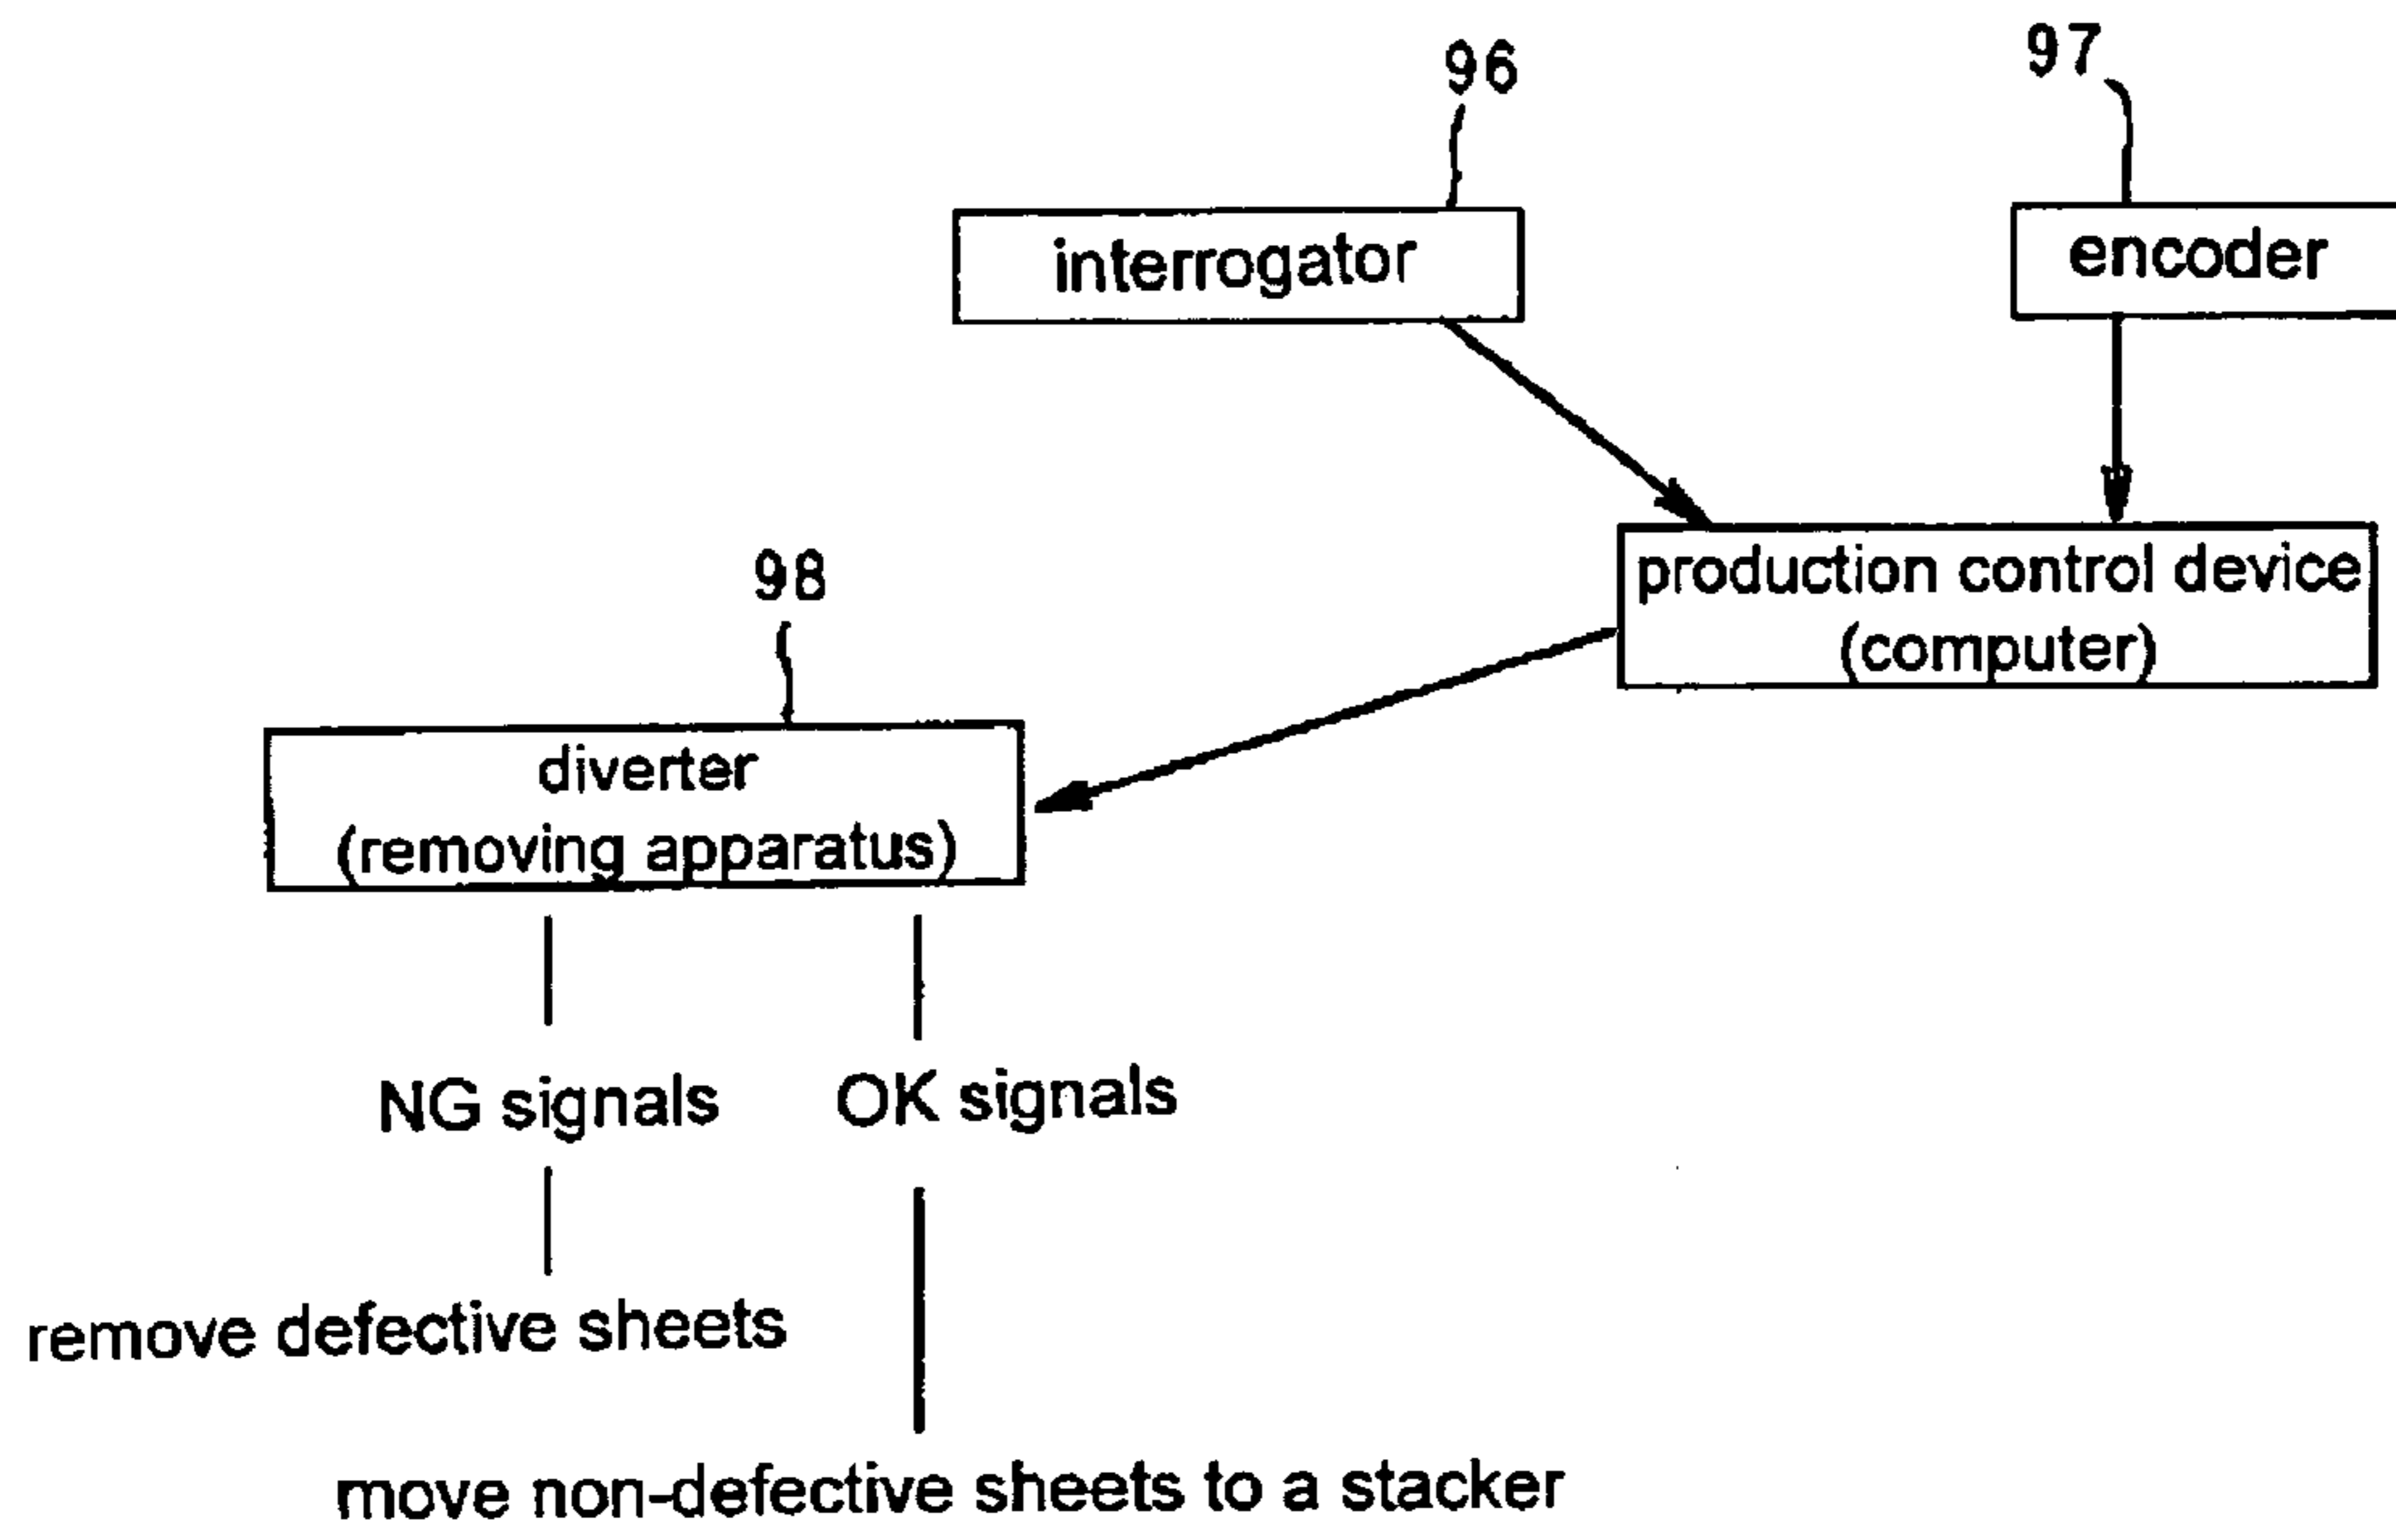 96
97
interrogator
encoder
production control device
(computer)
98
diverter
(removing apparatus)
NG signals
OK signals
remove defective sheets
move non-defective sheets to a stacker